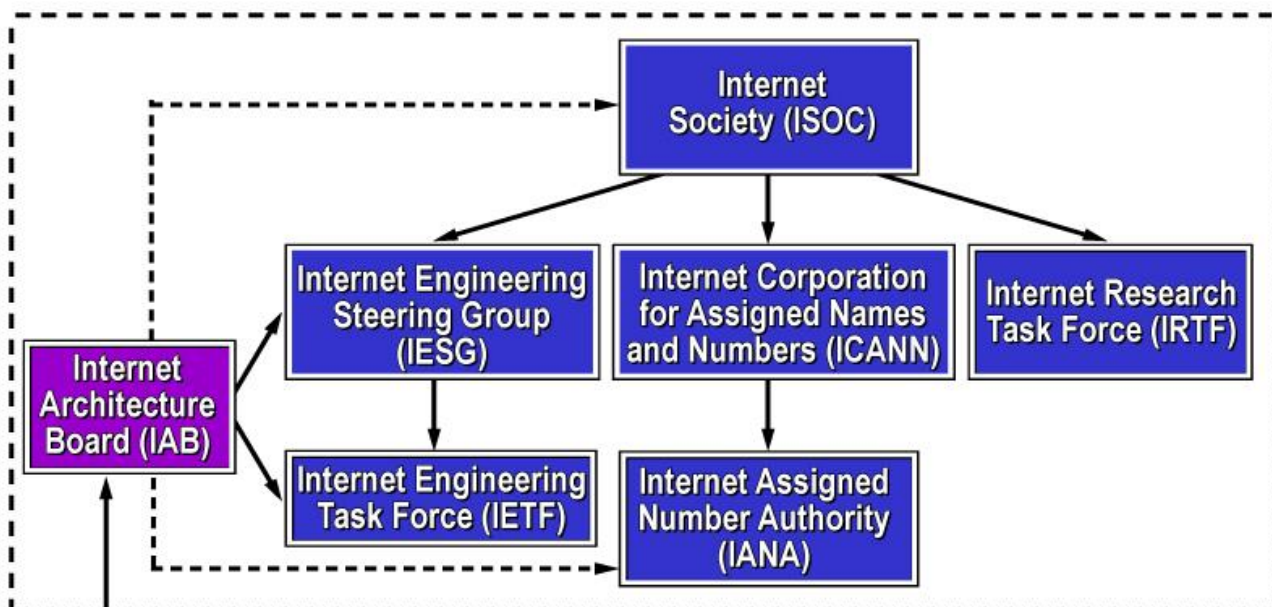 Internet
Society (ISOC)
Internet Engineering
Steering Group
(IESG)
Internet Corporation
for Assigned Names
and Numbers (ICANN)
Internet Research
Task Force (IRTF)
Internet
Architecture
Board (IAB)
Internet Engineering
Task Force (IETF)
Internet Assigned
Number Authority
(IANA)